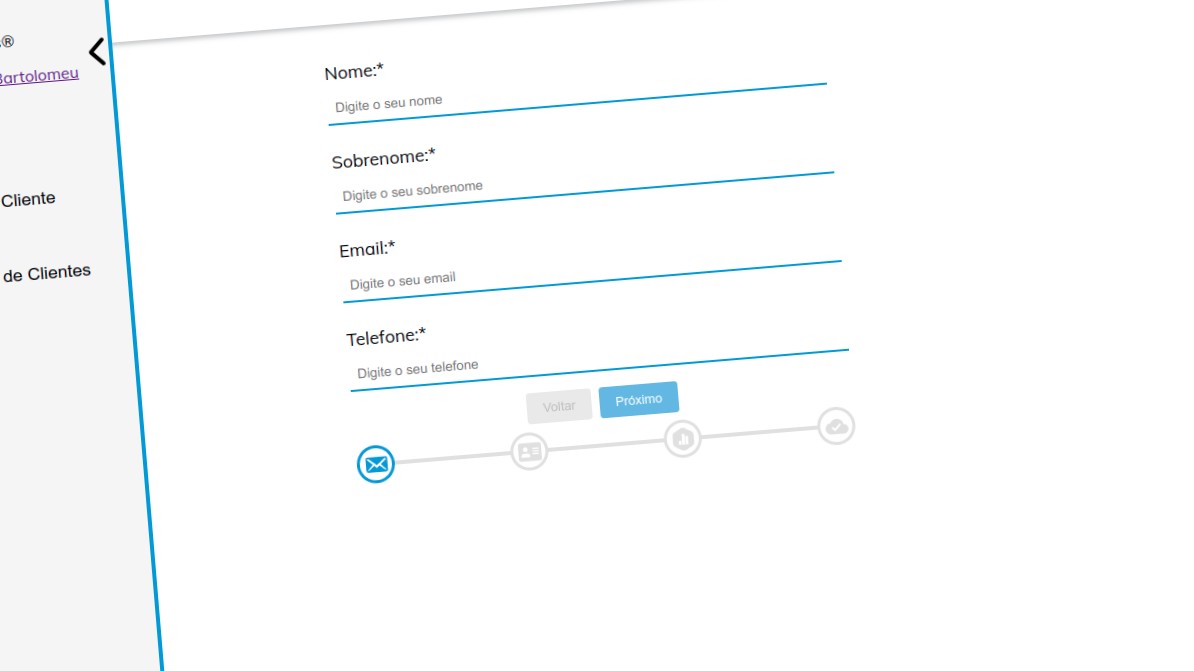 ®
Bartolomeu
Cliente
de Clientes
Nome:*
Digite o seu nome
Sobrenome:*
Digite o seu sobrenome
Email:*
Digite o seu email
Telefone:*
Digite o seu telefone
Voltar
Próximo